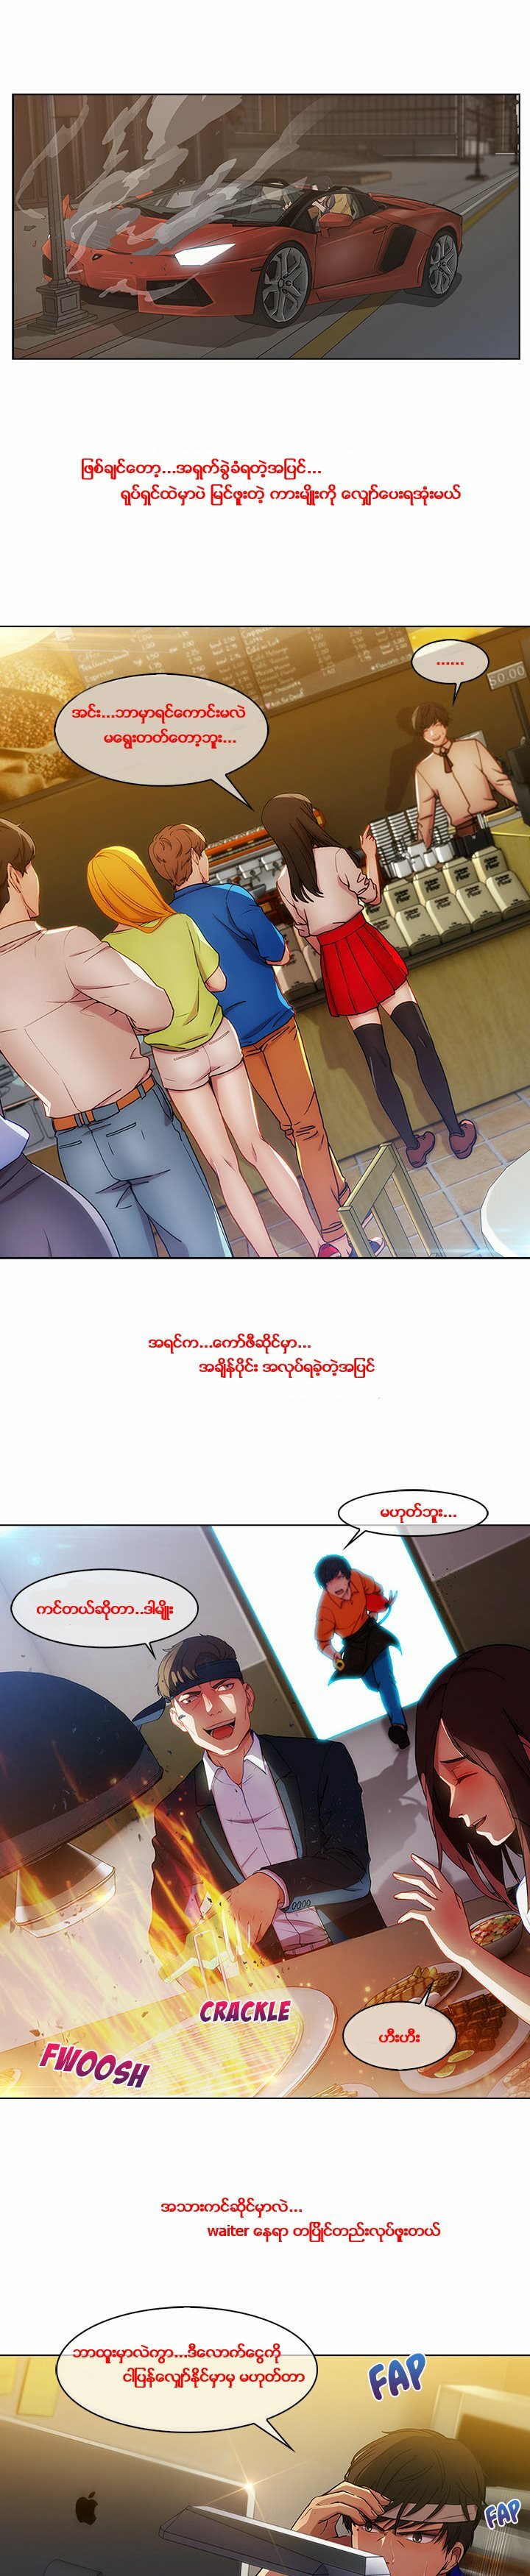 ဖြစ်ချင်တော့...အရှက်ခွဲခံရတဲ့အပြင်...
ရုပ်ရှင်ထဲမှာပဲ မြင်ဖူးတဲ့ ကားမျိုးကို လျှော်ပေးရအုံးမယ်
......
$0.00
အင်း...ဘာမှာရင်ကောင်းမလဲ
မရွေးတတ်တော့ဘူး...
အရင်က...ကော်ဖီဆိုင်မှာ...
အချိန်ပိုင်း အလုပ်ရခဲ့တဲ့အပြင်
မဟုတ်ဘူး...
ကင်တယ်ဆိုတာ..ဒါမျိုး
CRACKLE
ဟီးဟီး
FWOOSH
အသားကင်ဆိုင်မှာလဲ...
waiter နေရာ တပြိုင်တည်းလုပ်ဖူးတယ်
ဘာထူးမှာလဲကွာ...ဒီလောက်ငွေကို
ငါပြန်လျှော်နိုင်မှာမှ မဟုတ်တာ
FAP
FAP